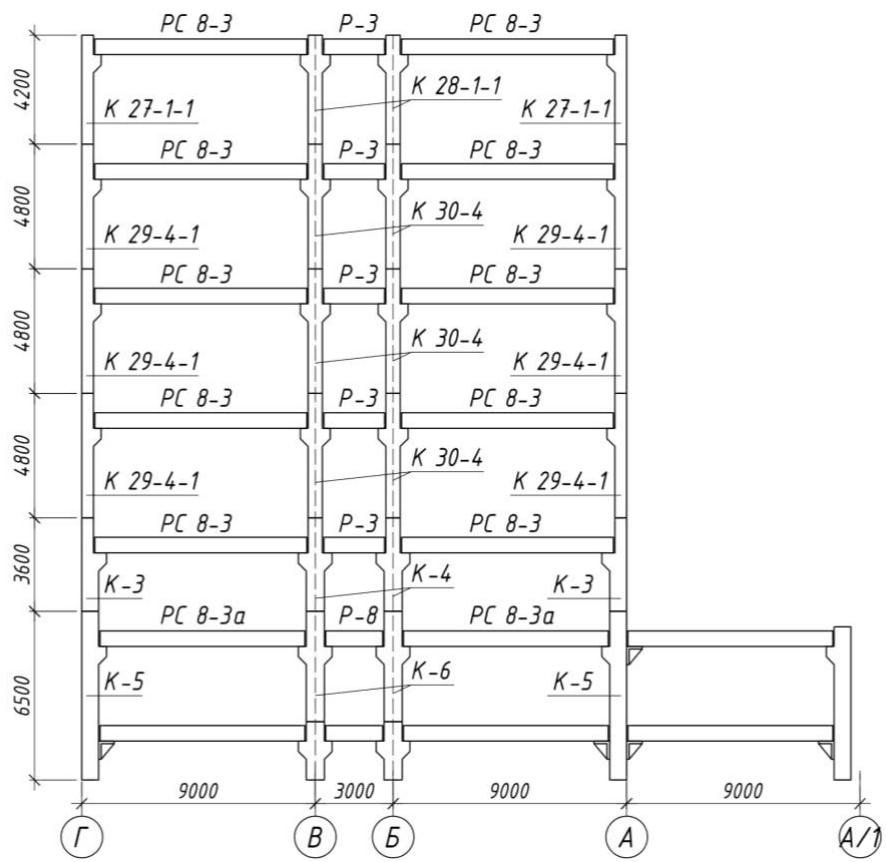 РС 8-3 Р-3 РС 8-3
4200
К 28-1-1
К 27-1-1 К 27-1-1
РС 8-3 Р-3 РС 8-3
4800
К 30-4
К 29-4-1 К 29-4-1
РС 8-3 Р-3 РС 8-3
4800
К 30-4
К 29-4-1 К 29-4-1
РС 8-3 Р-3 РС 8-3
4800
К 30-4
К 29-4-1 К 29-4-1
РС 8-3 Р-3 РС 8-3
3600
К-3 К-4 К-3
РС 8-3а Р-8 РС 8-3а
6500
К-5 К-6 К-5
9000 3000 9000 9000
Г В Б А А/1